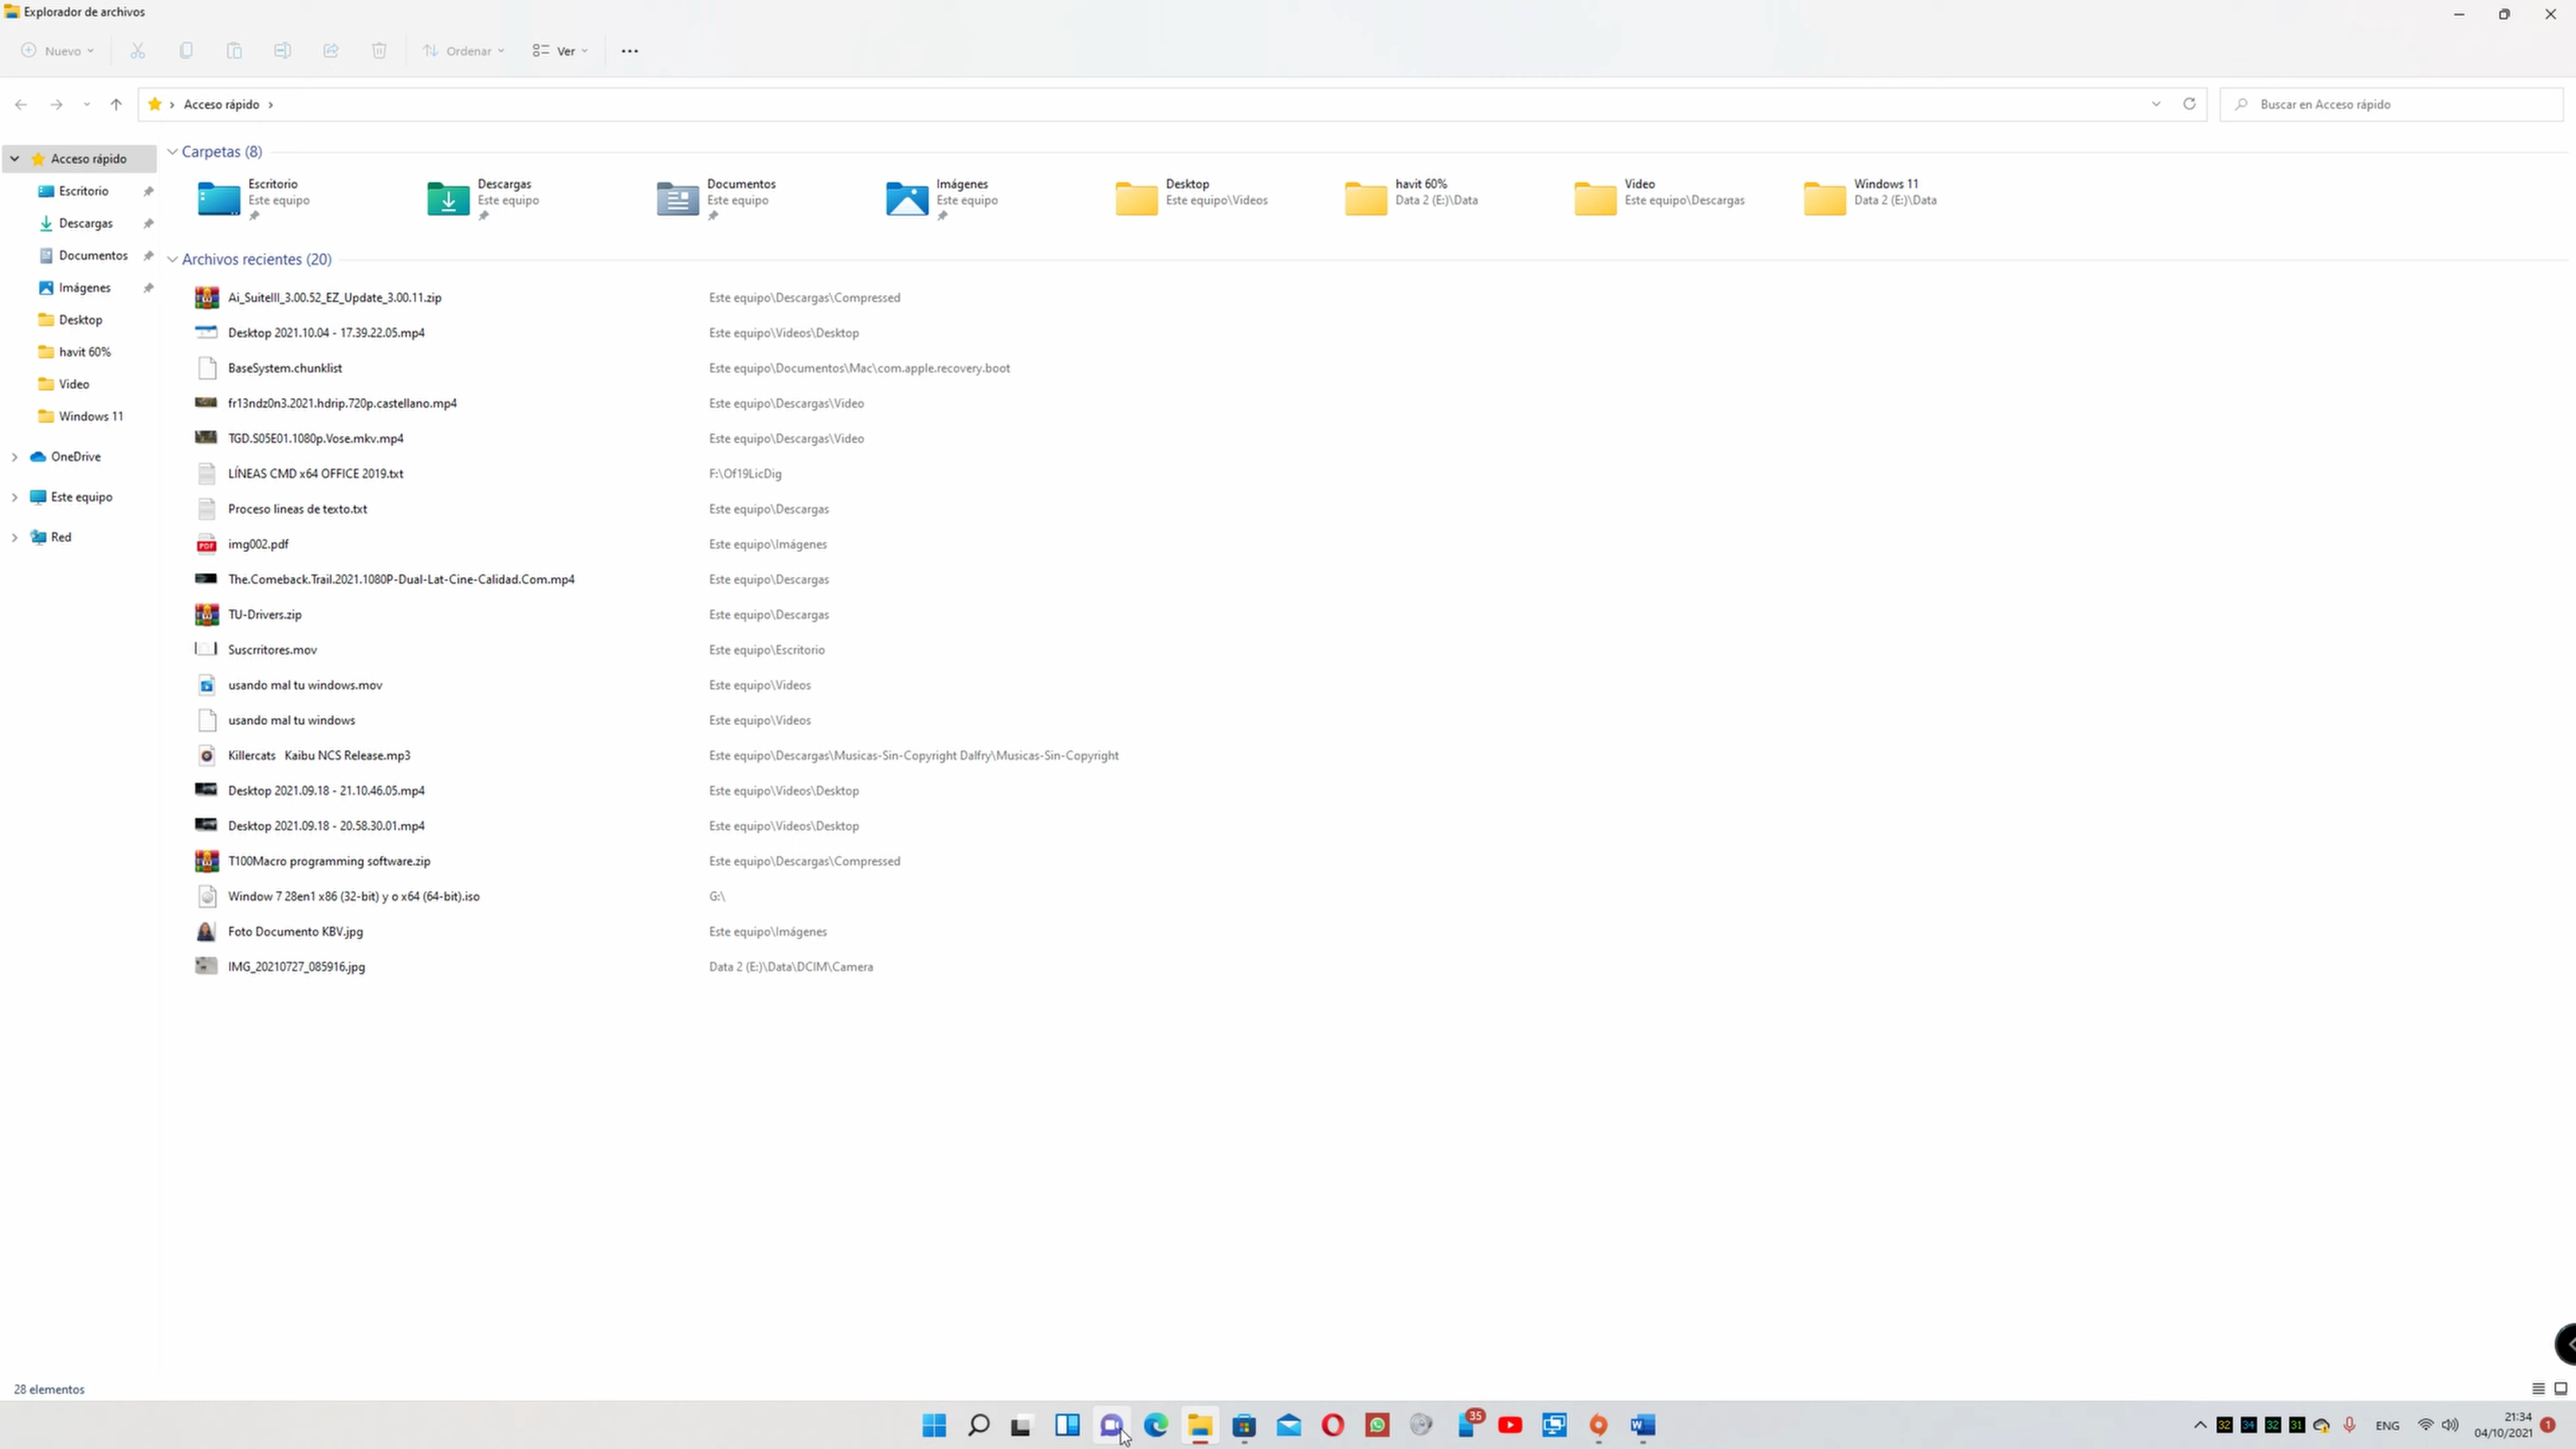 Explorador de archivos
Nuevo
Ordenar
Ver
Acceso rápido
Buscar en Acceso rápido
Acceso rápido
Escritorio
Descargas
Documentos
Imágenes
Desktop
havit 60%
Video
Windows 11
OneDrive
Este equipo
Red
Carpetas (8)
Escritorio
Este equipo
Descargas
Este equipo
Documentos
Este equipo
Imágenes
Este equipo
Desktop
Este equipo\Videos
havit 60%
Data 2 (E:)\Data
Video
Este equipo\Descargas
Windows 11
Data 2 (E:)\Data
Archivos recientes (20)
Ai_SuiteIII_3.00.52_EZ_Update_3.00.11.zip Este equipo\Descargas\Compressed
Desktop 2021.10.04 - 17.39.22.05.mp4 Este equipo\Videos\Desktop
BaseSystem.chunklist Este equipo\Documentos\Mac\com.apple.recovery.boot
fr13ndz0n3.2021.hdrip.720p.castellano.mp4 Este equipo\Descargas\Video
TGD.S05E01.1080p.Vose.mkv.mp4 Este equipo\Descargas\Video
LÍNEAS CMD x64 OFFICE 2019.txt F:\Of19LicDig
Proceso lineas de texto.txt Este equipo\Descargas
img002.pdf Este equipo\Imágenes
The.Comeback.Trail.2021.1080P-Dual-Lat-Cine-Calidad.Com.mp4 Este equipo\Descargas
TU-Drivers.zip Este equipo\Descargas
Suscrritores.mov Este equipo\Escritorio
usando mal tu windows.mov Este equipo\Videos
usando mal tu windows Este equipo\Videos
Killercats Kaibu NCS Release.mp3 Este equipo\Descargas\Musicas-Sin-Copyright Dalfry\Musicas-Sin-Copyright
Desktop 2021.09.18 - 21.10.46.05.mp4 Este equipo\Videos\Desktop
Desktop 2021.09.18 - 20.58.30.01.mp4 Este equipo\Videos\Desktop
T100Macro programming software.zip Este equipo\Descargas\Compressed
Window 7 28en1 x86 (32-bit) y o x64 (64-bit).iso G:\
Foto Documento KBV.jpg Este equipo\Imágenes
IMG_20210727_085916.jpg Data 2 (E:)\Data\DCIM\Camera
28 elementos
35
32 34 32 31
ENG
21:34
04/10/2021
1